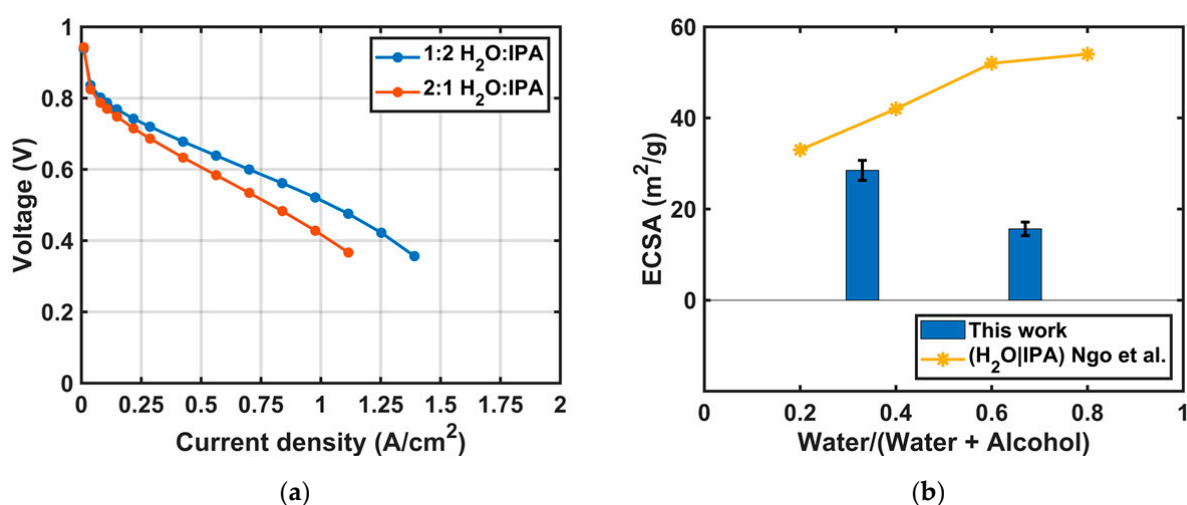 1
0.8
0.6
0.4
0.2
0
Voltage (V)
1:2 H₂O:IPA
2:1 H₂O:IPA
0 0.25 0.5 0.75 1 1.25 1.5 1.75 2
Current density (A/cm²)
(a)
60
40
20
0
ECSA (m²/g)
This work
(H₂O|IPA) Ngo et al.
0 0.2 0.4 0.6 0.8 1
Water/(Water + Alcohol)
(b)